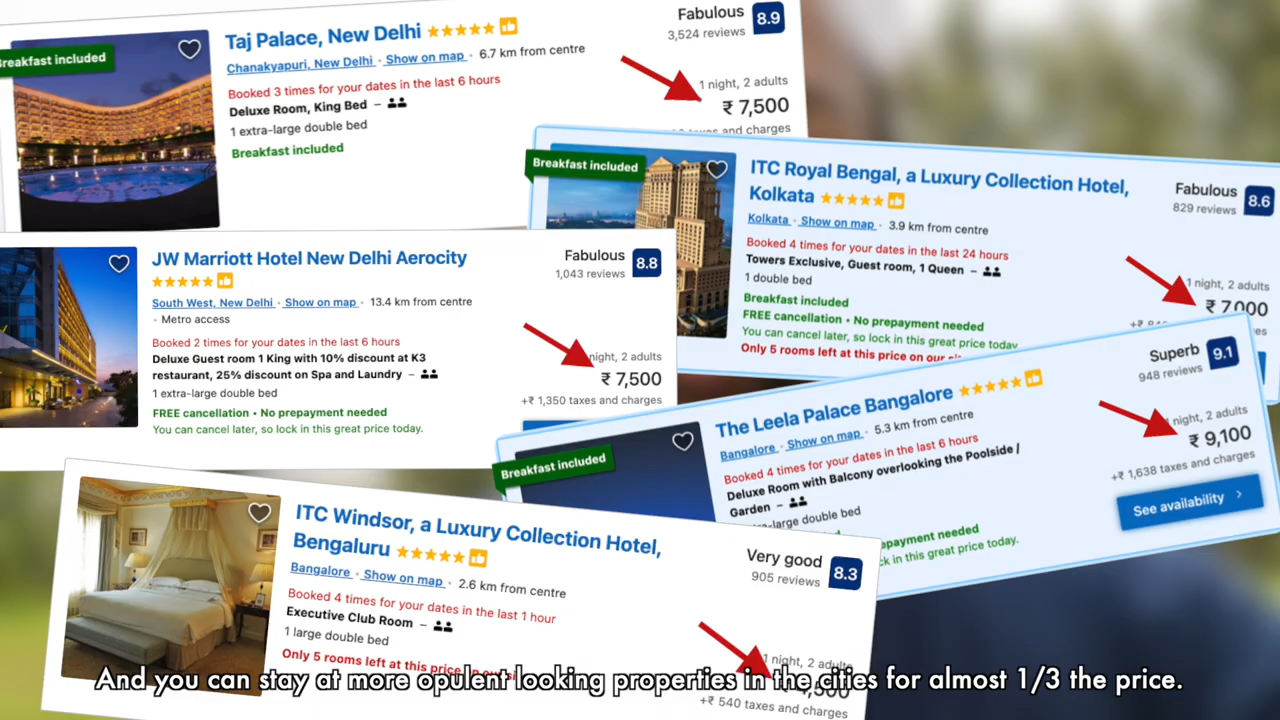 Breakfast included
Taj Palace, New Delhi
Chanakyapuri, New Delhi · Show on map · 6.7 km from centre
Booked 3 times for your dates in the last 6 hours
Deluxe Room, King Bed –
1 extra-large double bed
Breakfast included
Fabulous 8.9
3,524 reviews
1 night, 2 adults
₹ 7,500
taxes and charges
Breakfast included
ITC Royal Bengal, a Luxury Collection Hotel,
Kolkata
Kolkata · Show on map · 3.9 km from centre
Booked 4 times for your dates in the last 24 hours
Towers Exclusive, Guest room, 1 Queen –
1 double bed
Breakfast included
FREE cancellation • No prepayment needed
You can cancel later, so lock in this great price today
Only 5 rooms left at this price on our
Fabulous 8.6
829 reviews
1 night, 2 adults
₹ 7,000
JW Marriott Hotel New Delhi Aerocity
South West, New Delhi · Show on map · 13.4 km from centre
· Metro access
Booked 2 times for your dates in the last 6 hours
Deluxe Guest room 1 King with 10% discount at K3
restaurant, 25% discount on Spa and Laundry –
1 extra-large double bed
FREE cancellation • No prepayment needed
You can cancel later, so lock in this great price today.
Fabulous 8.8
1,043 reviews
night, 2 adults
₹ 7,500
+₹ 1,350 taxes and charges
Breakfast included
The Leela Palace Bangalore
Bangalore · Show on map · 5.3 km from centre
Booked 4 times for your dates in the last 6 hours
Deluxe Room with Balcony overlooking the Poolside /
Garden –
double bed
needed
in this great price today.
Superb 9.1
948 reviews
night, 2 adults
₹ 9,100
+₹ 1,638 taxes and charges
See availability
ITC Windsor, a Luxury Collection Hotel,
Bengaluru
Bangalore · Show on map · 2.6 km from centre
Booked 4 times for your dates in the last 1 hour
Executive Club Room –
1 large double bed
Only 5 rooms left at this price
Very good 8.3
905 reviews
1 night, 2 adults
+₹ 540 taxes and charges
And you can stay at more opulent looking properties in the cities for almost 1/3 the price.